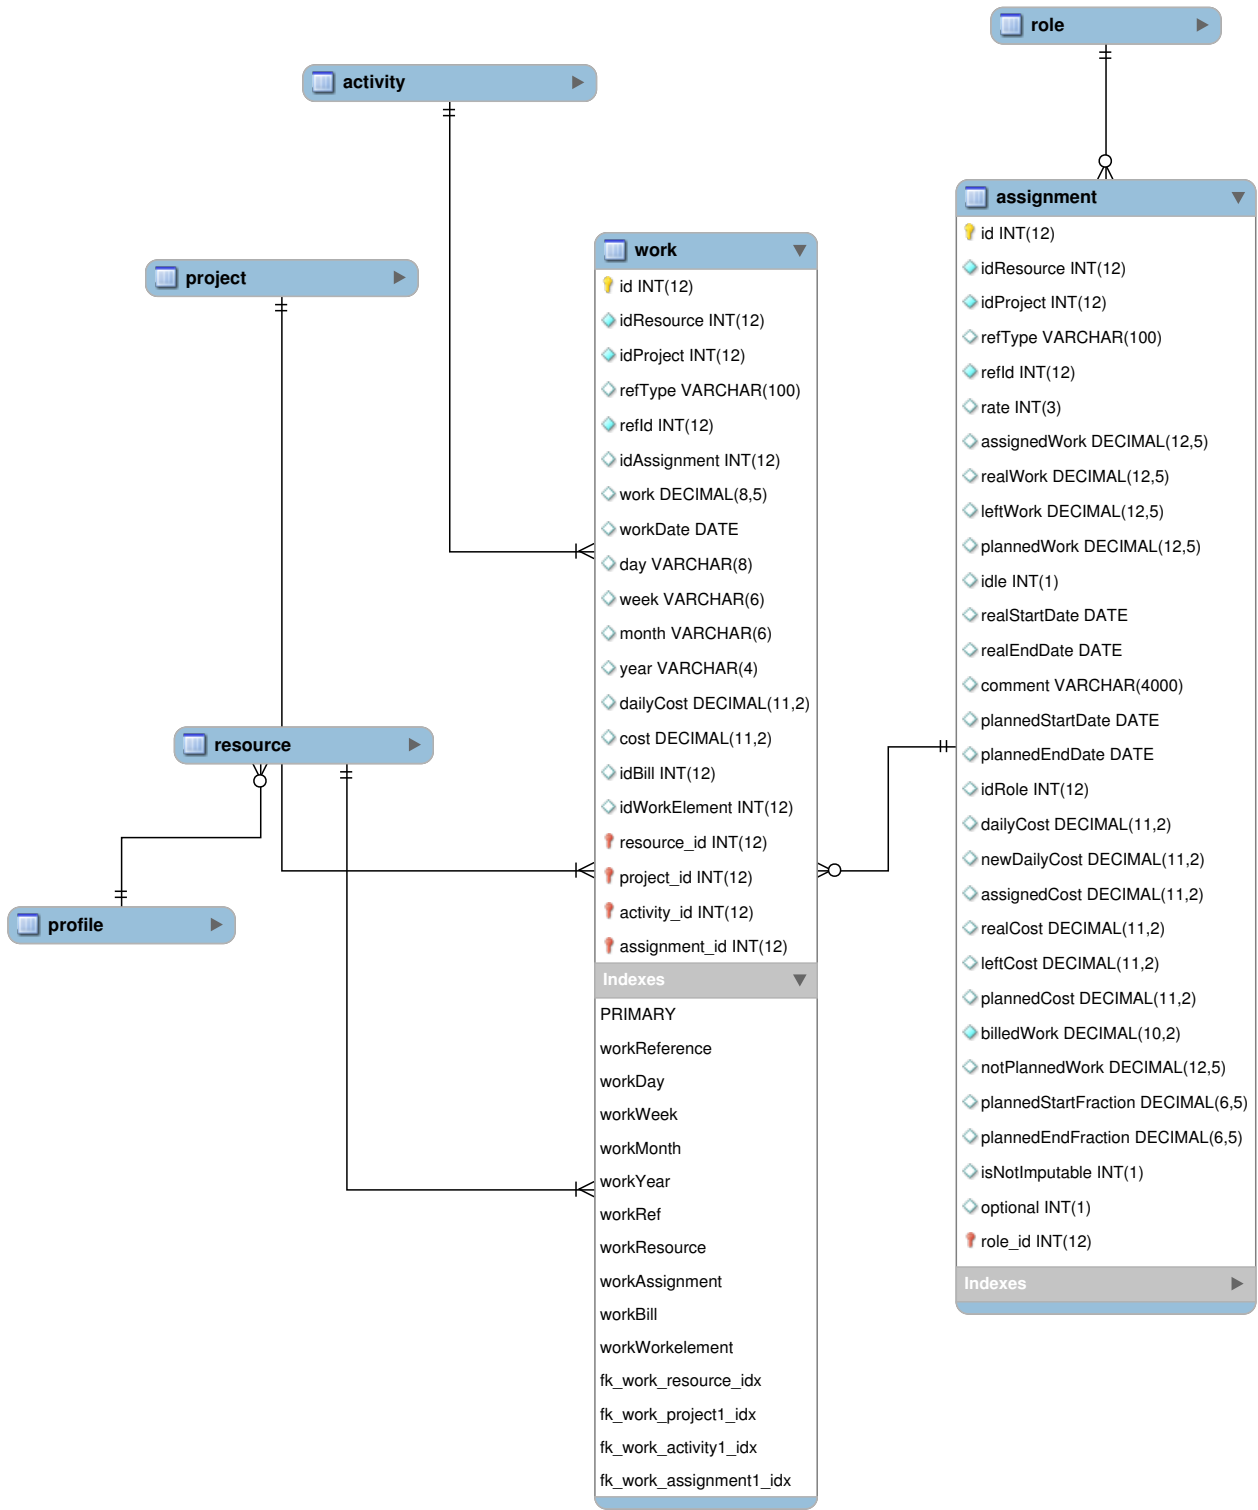 role
activity
assignment
id INT(12)
idResource INT(12)
idProject INT(12)
refType VARCHAR(100)
refId INT(12)
rate INT(3)
assignedWork DECIMAL(12,5)
realWork DECIMAL(12,5)
leftWork DECIMAL(12,5)
plannedWork DECIMAL(12,5)
idle INT(1)
realStartDate DATE
realEndDate DATE
comment VARCHAR(4000)
plannedStartDate DATE
plannedEndDate DATE
idRole INT(12)
dailyCost DECIMAL(11,2)
newDailyCost DECIMAL(11,2)
assignedCost DECIMAL(11,2)
realCost DECIMAL(11,2)
leftCost DECIMAL(11,2)
plannedCost DECIMAL(11,2)
billedWork DECIMAL(10,2)
notPlannedWork DECIMAL(12,5)
plannedStartFraction DECIMAL(6,5)
plannedEndFraction DECIMAL(6,5)
isNotImputable INT(1)
optional INT(1)
role_id INT(12)
Indexes
work
id INT(12)
idResource INT(12)
idProject INT(12)
refType VARCHAR(100)
refId INT(12)
idAssignment INT(12)
work DECIMAL(8,5)
workDate DATE
day VARCHAR(8)
week VARCHAR(6)
month VARCHAR(6)
year VARCHAR(4)
dailyCost DECIMAL(11,2)
cost DECIMAL(11,2)
idBill INT(12)
idWorkElement INT(12)
resource_id INT(12)
project_id INT(12)
activity_id INT(12)
assignment_id INT(12)
Indexes
PRIMARY
workReference
workDay
workWeek
workMonth
workYear
workRef
workResource
workAssignment
workBill
workWorkelement
fk_work_resource_idx
fk_work_project1_idx
fk_work_activity1_idx
fk_work_assignment1_idx
project
resource
profile